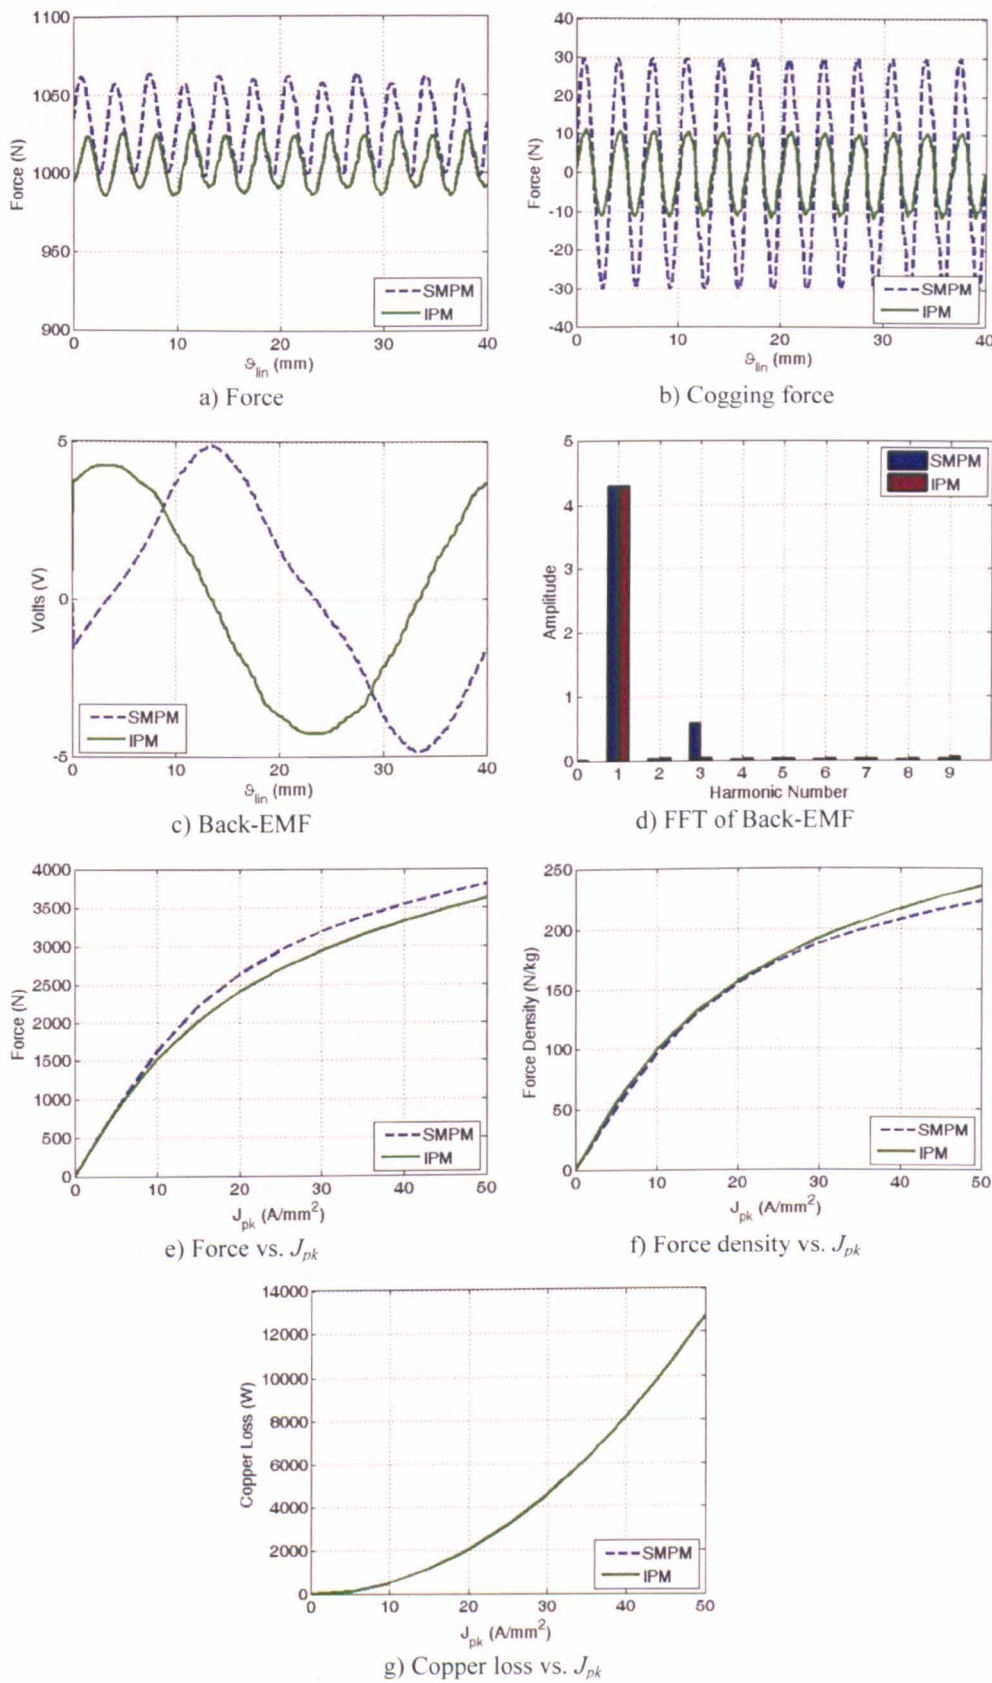 1100
1050
1000
950
900
Force (N)
0 10 20 30 40
ϑlin (mm)
SMPM
IPM
a) Force
40
30
20
10
0
-10
-20
-30
-40
Force (N)
0 10 20 30 40
ϑlin (mm)
SMPM
IPM
b) Cogging force
5
0
-5
Volts (V)
0 10 20 30 40
ϑlin (mm)
SMPM
IPM
c) Back-EMF
5
4
3
2
1
0
Amplitude
0 1 2 3 4 5 6 7 8 9
Harmonic Number
SMPM
IPM
d) FFT of Back-EMF
4000
3500
3000
2500
2000
1500
1000
500
0
Force (N)
0 10 20 30 40 50
Jpk (A/mm²)
SMPM
IPM
e) Force vs. Jpk
250
200
150
100
50
0
Force Density (N/kg)
0 10 20 30 40 50
Jpk (A/mm²)
SMPM
IPM
f) Force density vs. Jpk
14000
12000
10000
8000
6000
4000
2000
0
Copper Loss (W)
0 10 20 30 40 50
Jpk (A/mm²)
SMPM
IPM
g) Copper loss vs. Jpk